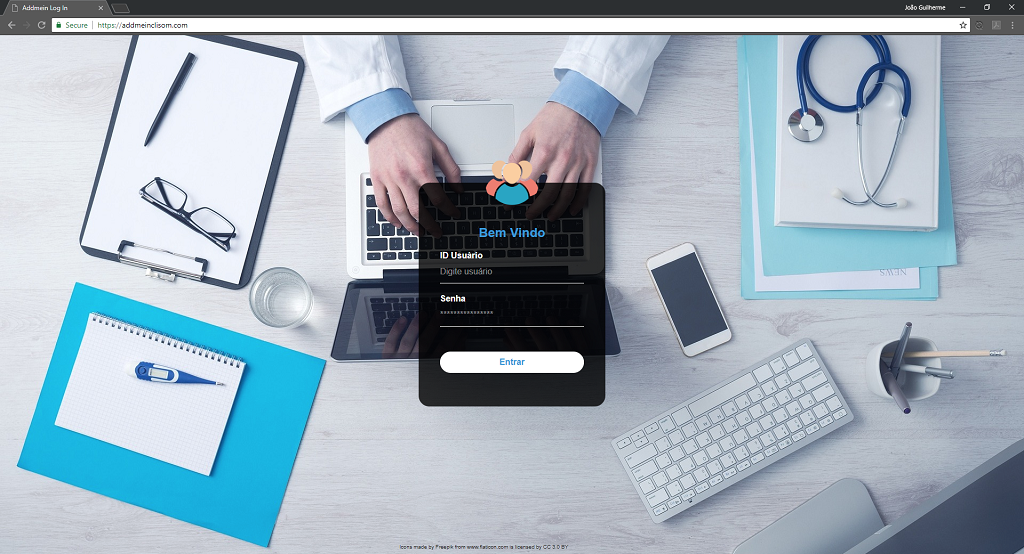 Addmein Log In
João Guilherme
Secure
https://addmeinclisom.com
Bem Vindo
ID Usuário
Digite usuário
Senha
****************
Entrar
NEWS
Icons made by Freepik from www.flaticon.com is licensed by CC 3.0 BY